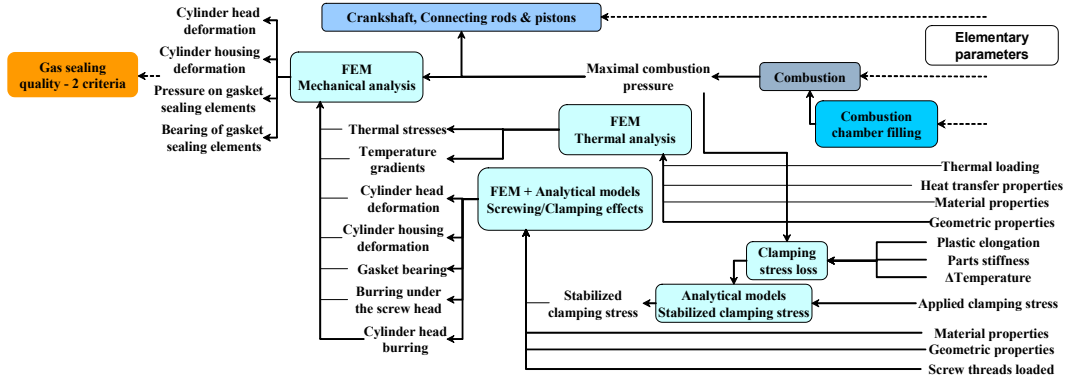 Cylinder head
deformation
Cylinder housing
deformation
Pressure on gasket
sealing elements
Bearing of gasket
sealing elements
Gas sealing
quality - 2 criteria
Crankshaft, Connecting rods & pistons
FEM
Mechanical analysis
Maximal combustion
pressure
Combustion
Combustion
chamber filling
Elementary
parameters
FEM
Thermal analysis
Thermal stresses
Temperature
gradients
Thermal loading
Heat transfer properties
Material properties
Geometric properties
FEM + Analytical models
Screwing/Clamping effects
Cylinder head
deformation
Cylinder housing
deformation
Gasket bearing
Burring under
the screw head
Cylinder head
burring
Clamping
stress loss
Plastic elongation
Parts stiffness
ΔTemperature
Stabilized
clamping stress
Analytical models
Stabilized clamping stress
Applied clamping stress
Material properties
Geometric properties
Screw threads loaded